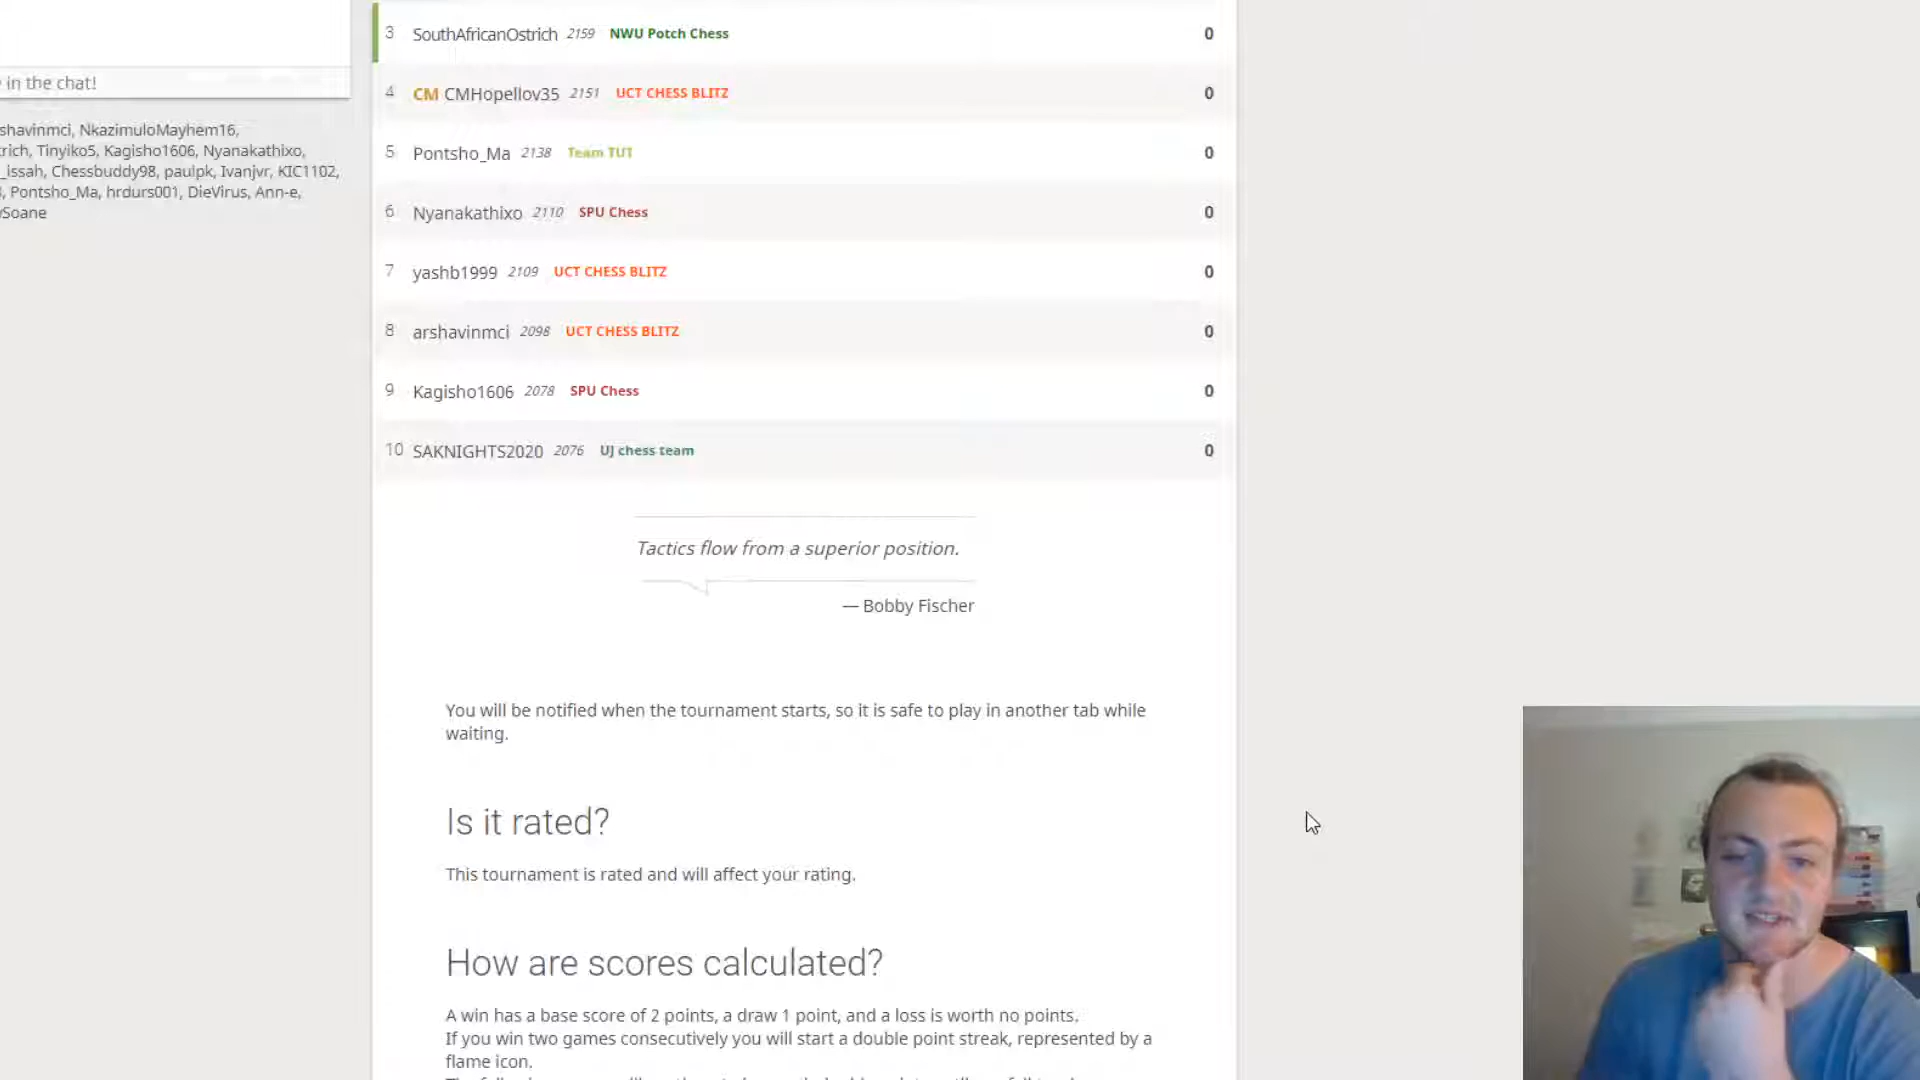 in the chat!
shavinmci, NkazimuloMayhem16,
rich, Tinyiko5, Kagisho1606, Nyanakathixo,
_issah, Chessbuddy98, paulpk, Ivanjvr, KIC1102,
, Pontsho_Ma, hrdurs001, DieVirus, Ann-e,
Soane
3 SouthAfricanOstrich 2159 NWU Potch Chess 0
4 CM CMHopellov35 2151 UCT CHESS BLITZ 0
5 Pontsho_Ma 2138 Team TUT 0
6 Nyanakathixo 2110 SPU Chess 0
7 yashb1999 2109 UCT CHESS BLITZ 0
8 arshavinmci 2098 UCT CHESS BLITZ 0
9 Kagisho1606 2078 SPU Chess 0
10 SAKNIGHTS2020 2076 UJ chess team 0
Tactics flow from a superior position.
— Bobby Fischer
You will be notified when the tournament starts, so it is safe to play in another tab while
waiting.
Is it rated?
This tournament is rated and will affect your rating.
How are scores calculated?
A win has a base score of 2 points, a draw 1 point, and a loss is worth no points.
If you win two games consecutively you will start a double point streak, represented by a
flame icon.